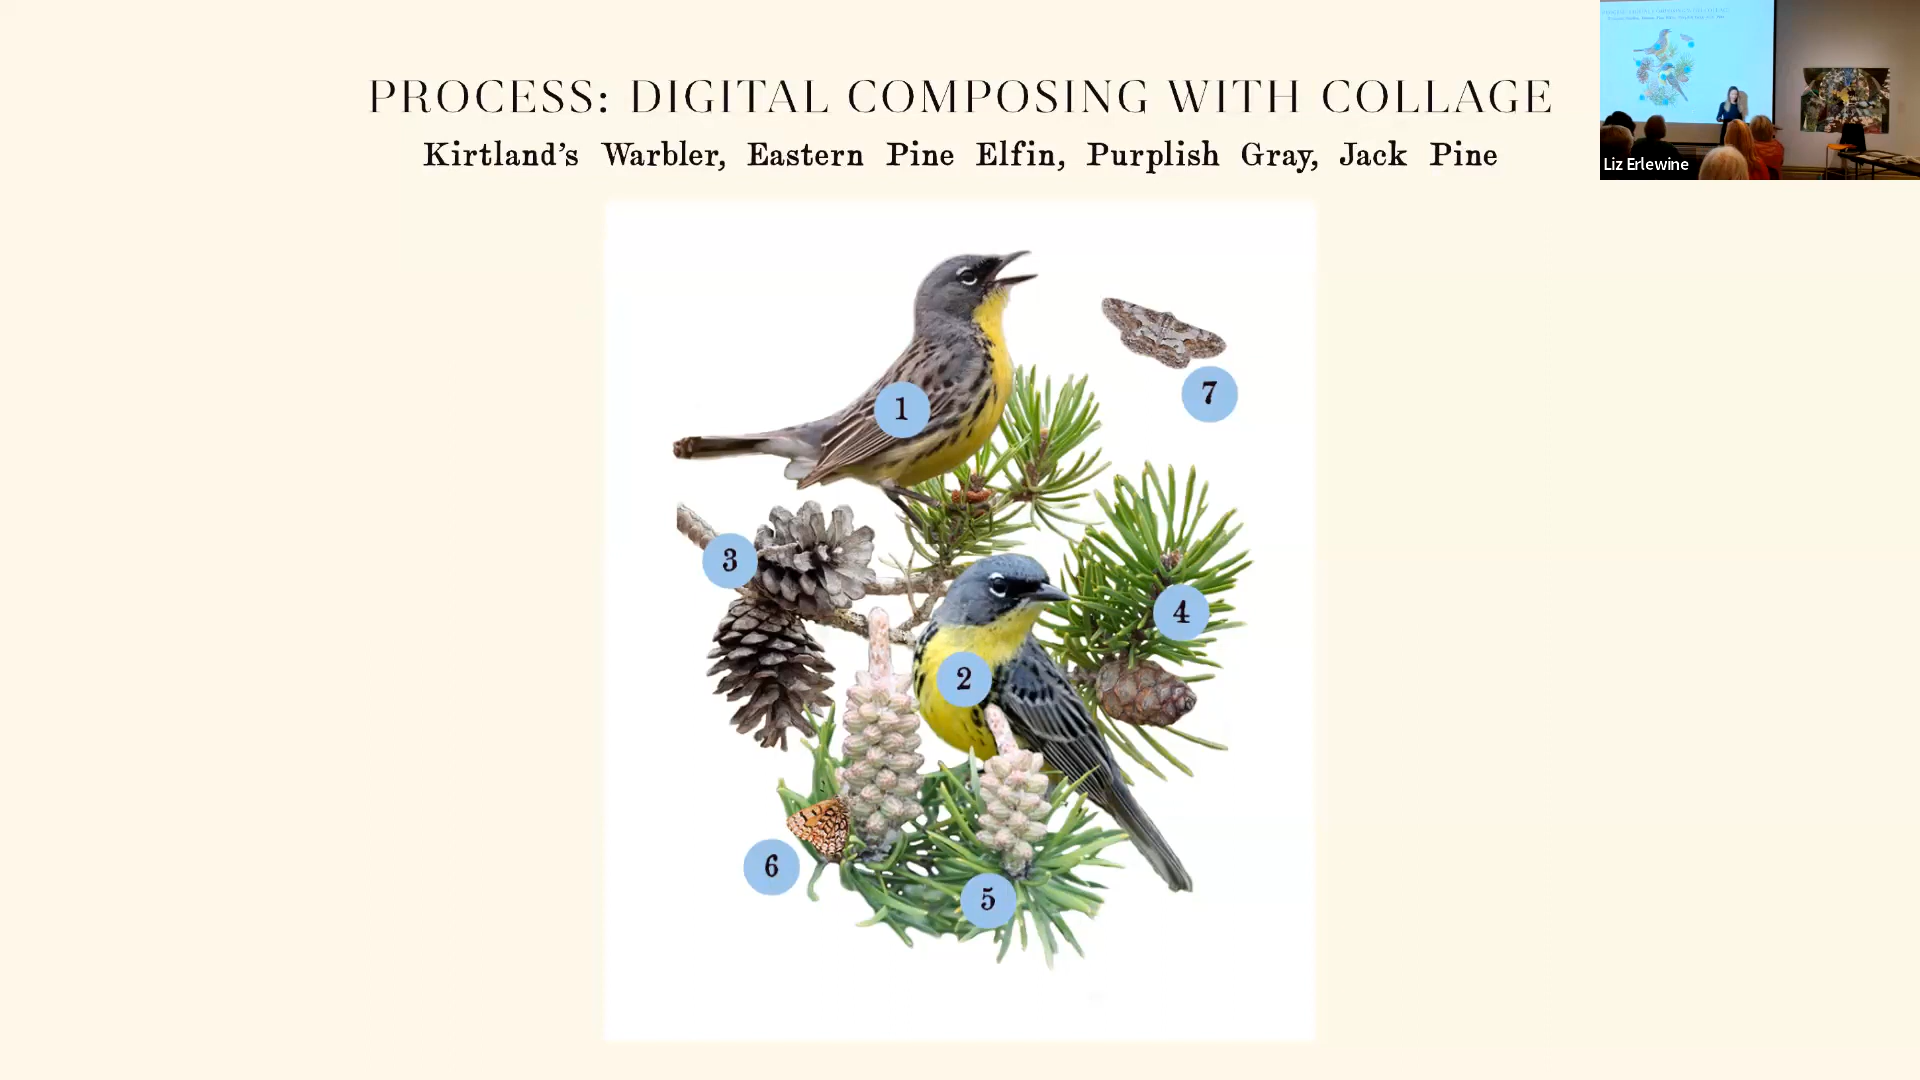 PROCESS: DIGITAL COMPOSING WITH COLLAGE
Kirtland's Warbler, Eastern Pine Elfin, Purplish Gray, Jack Pine
Liz Erlewine
1
7
3
4
2
6
5